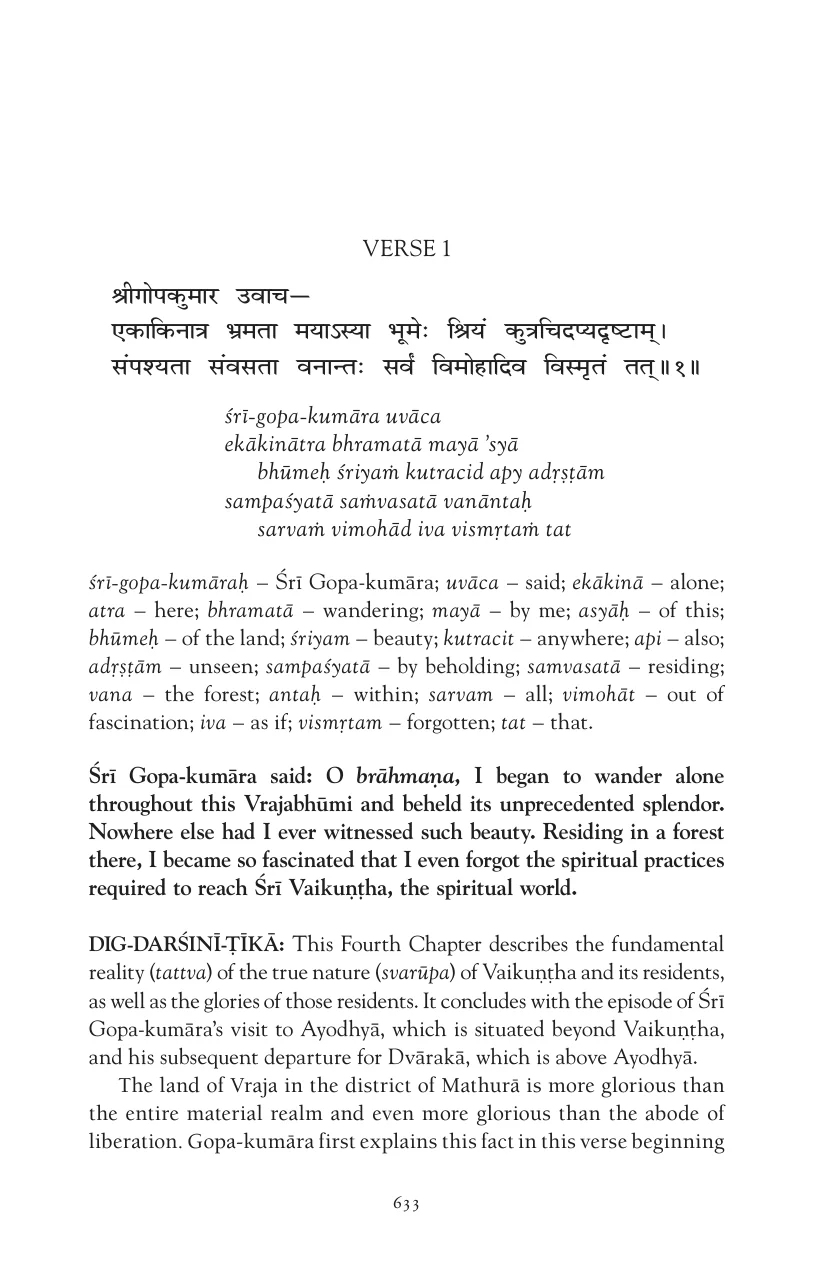 VERSE 1
श्रीगोपकुमार उवाच—
एकाकिनात्र भ्रमता मयाऽस्या भूमेः श्रियं कुत्रचिदप्यदृष्टाम्।
संपश्यता संवसता वनान्तः सर्वं विमोहादिव विस्मृतं तत्॥१॥
śrī-gopa-kumāra uvāca
ekākinātra bhramatā mayā ’syā
bhūmeḥ śriyaṁ kutracid apy adṛṣṭām
sampaśyatā saṁvasatā vanāntaḥ
sarvaṁ vimohād iva vismṛtaṁ tat
śrī-gopa-kumāraḥ – Śrī Gopa-kumāra; uvāca – said; ekākinā – alone;
atra – here; bhramatā – wandering; mayā – by me; asyāḥ – of this;
bhūmeḥ – of the land; śriyam – beauty; kutracit – anywhere; api – also;
adṛṣṭām – unseen; sampaśyatā – by beholding; samvasatā – residing;
vana – the forest; antaḥ – within; sarvam – all; vimohāt – out of
fascination; iva – as if; vismṛtam – forgotten; tat – that.
Śrī Gopa-kumāra said: O brāhmaṇa, I began to wander alone
throughout this Vrajabhūmi and beheld its unprecedented splendor.
Nowhere else had I ever witnessed such beauty. Residing in a forest
there, I became so fascinated that I even forgot the spiritual practices
required to reach Śrī Vaikuṇṭha, the spiritual world.
DIG-DARŚINĪ-ṬĪKĀ: This Fourth Chapter describes the fundamental
reality (tattva) of the true nature (svarūpa) of Vaikuṇṭha and its residents,
as well as the glories of those residents. It concludes with the episode of Śrī
Gopa-kumāra’s visit to Ayodhyā, which is situated beyond Vaikuṇṭha,
and his subsequent departure for Dvārakā, which is above Ayodhyā.
The land of Vraja in the district of Mathurā is more glorious than
the entire material realm and even more glorious than the abode of
liberation. Gopa-kumāra first explains this fact in this verse beginning
633